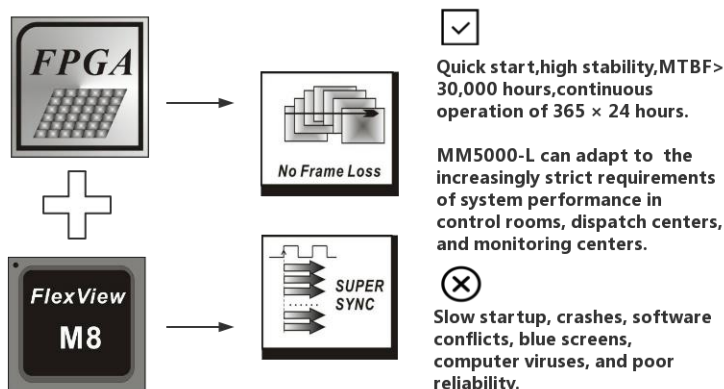 FPGA
No Frame Loss
FlexView
M8
SUPER
SYNC
Quick start,high stability,MTBF>
30,000 hours,continuous
operation of 365 × 24 hours.
MM5000-L can adapt to the
increasingly strict requirements
of system performance in
control rooms, dispatch centers,
and monitoring centers.
Slow startup, crashes, software
conflicts, blue screens,
computer viruses, and poor
reliability.